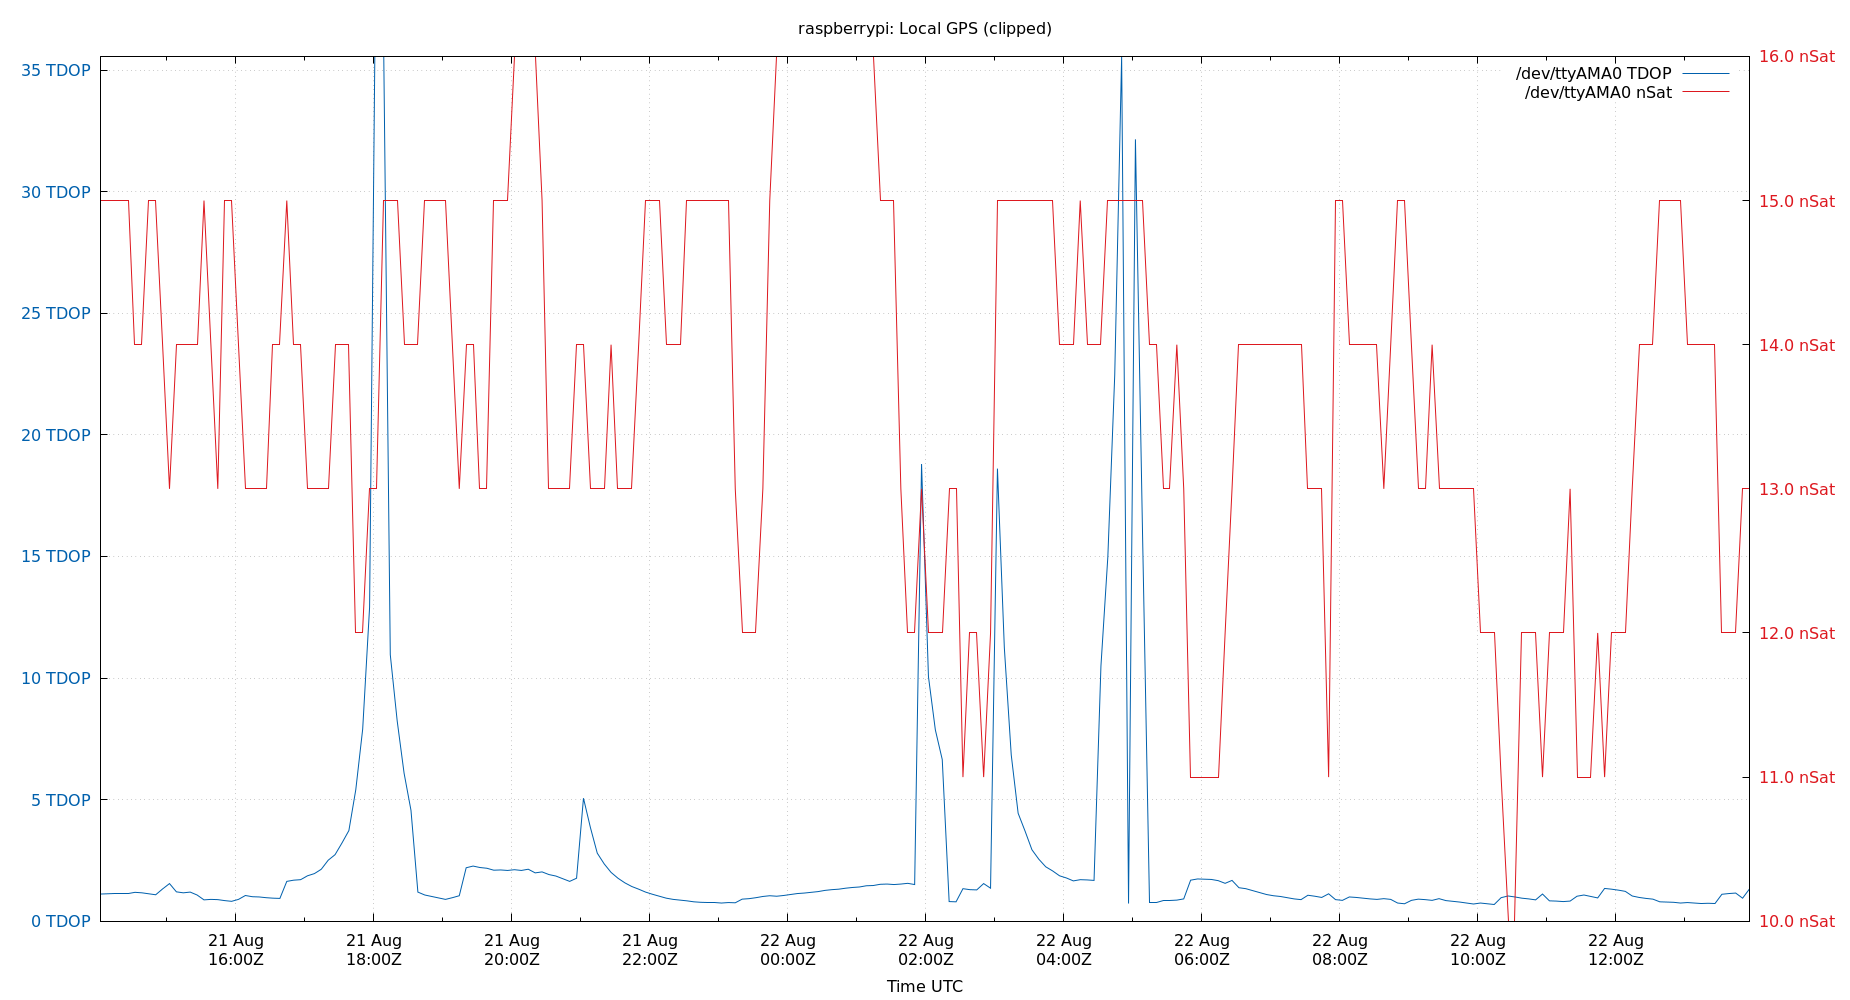 raspberrypi: Local GPS (clipped)
35 TDOP
30 TDOP
25 TDOP
20 TDOP
15 TDOP
10 TDOP
5 TDOP
0 TDOP
16.0 nSat
15.0 nSat
14.0 nSat
13.0 nSat
12.0 nSat
11.0 nSat
10.0 nSat
/dev/ttyAMA0 TDOP
/dev/ttyAMA0 nSat
21 Aug
16:00Z
21 Aug
18:00Z
21 Aug
20:00Z
21 Aug
22:00Z
22 Aug
00:00Z
22 Aug
02:00Z
22 Aug
04:00Z
22 Aug
06:00Z
22 Aug
08:00Z
22 Aug
10:00Z
22 Aug
12:00Z
Time UTC